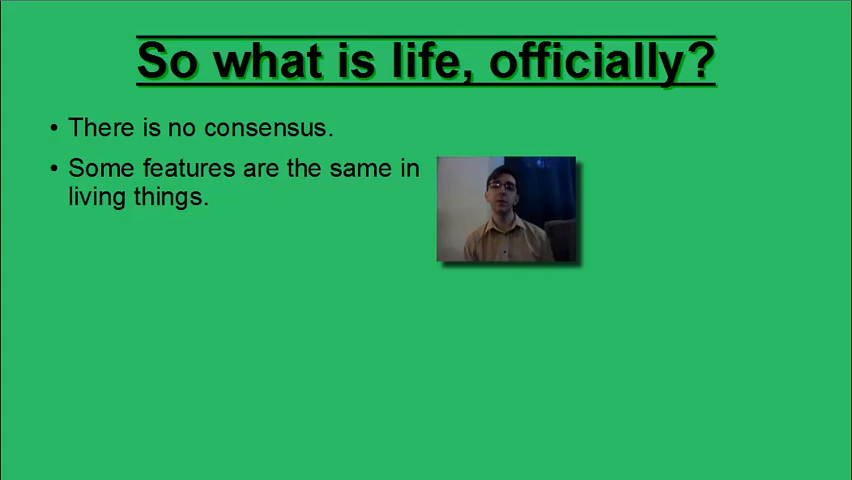 So what is life, officially?
• There is no consensus.
• Some features are the same in
living things.